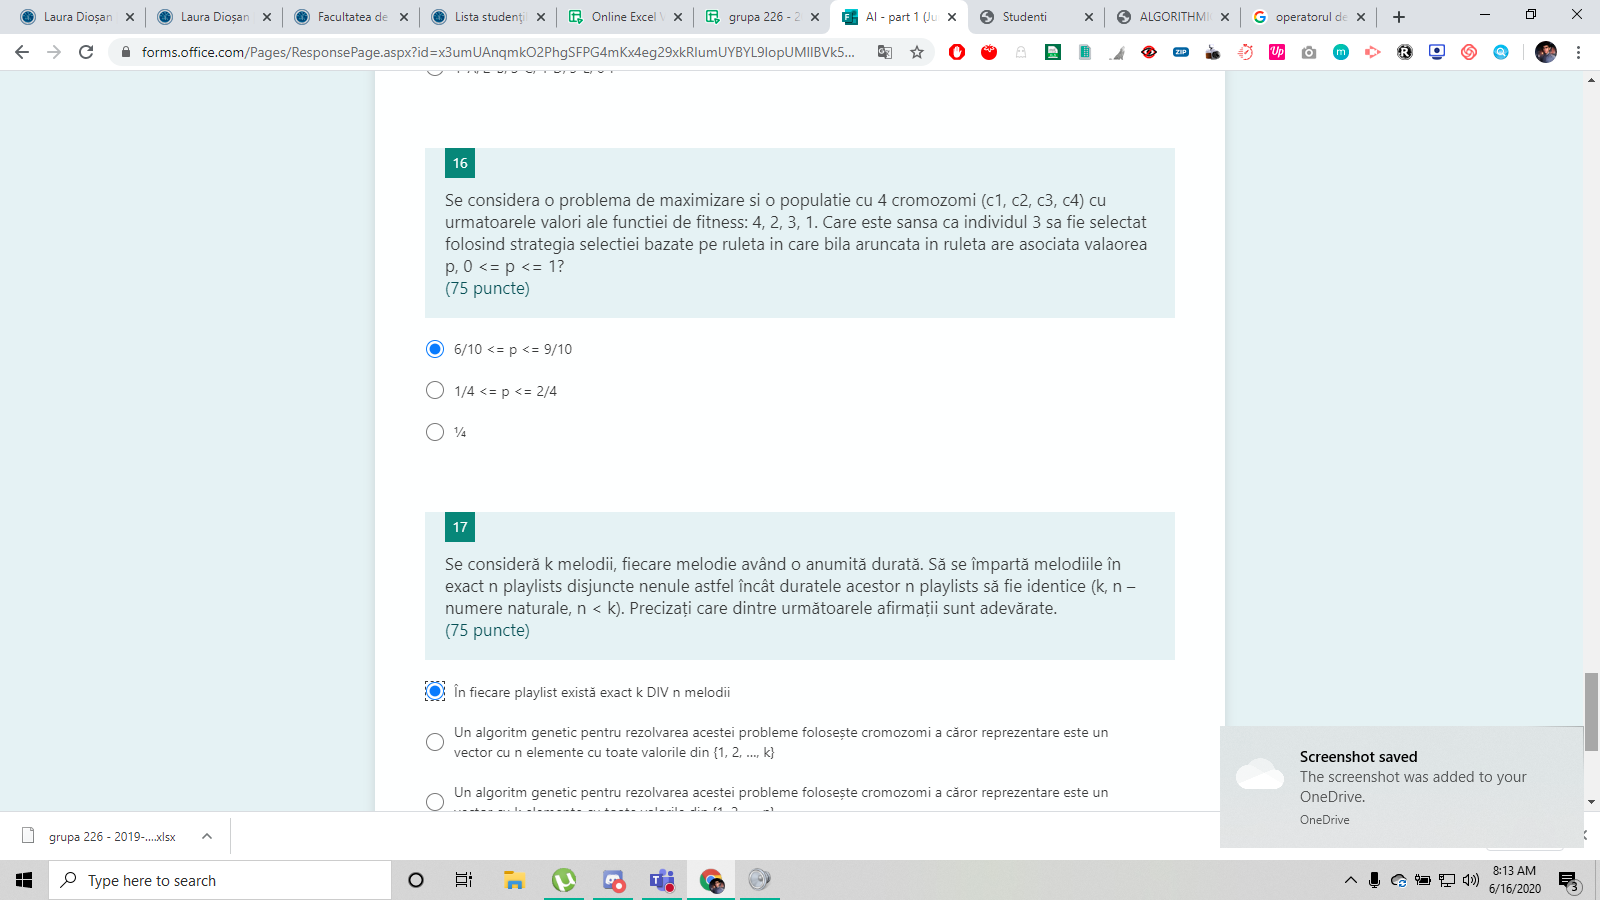 Laura Dioșan
Laura Dioșan
Facultatea de
Lista studenți
Online Excel V
grupa 226 - 2
AI - part 1 (Ju
Studenti
ALGORITHMI
operatorul de
forms.office.com/Pages/ResponsePage.aspx?id=x3umUAnqmkO2PhgSFPG4mKx4eg29xkRIumUYBYL9IopUMlIBVk5...
16
Se considera o problema de maximizare si o populatie cu 4 cromozomi (c1, c2, c3, c4) cu
urmatoarele valori ale functiei de fitness: 4, 2, 3, 1. Care este sansa ca individul 3 sa fie selectat
folosind strategia selectiei bazate pe ruleta in care bila aruncata in ruleta are asociata valaorea
p, 0 <= p <= 1?
(75 puncte)
6/10 <= p <= 9/10
1/4 <= p <= 2/4
¼
17
Se consideră k melodii, fiecare melodie având o anumită durată. Să se împartă melodiile în
exact n playlists disjuncte nenule astfel încât duratele acestor n playlists să fie identice (k, n –
numere naturale, n < k). Precizați care dintre următoarele afirmații sunt adevărate.
(75 puncte)
În fiecare playlist există exact k DIV n melodii
Un algoritm genetic pentru rezolvarea acestei probleme folosește cromozomi a căror reprezentare este un
vector cu n elemente cu toate valorile din {1, 2, ..., k}
Un algoritm genetic pentru rezolvarea acestei probleme folosește cromozomi a căror reprezentare este un
Screenshot saved
The screenshot was added to your
OneDrive.
OneDrive
grupa 226 - 2019-....xlsx
Type here to search
8:13 AM
6/16/2020
3